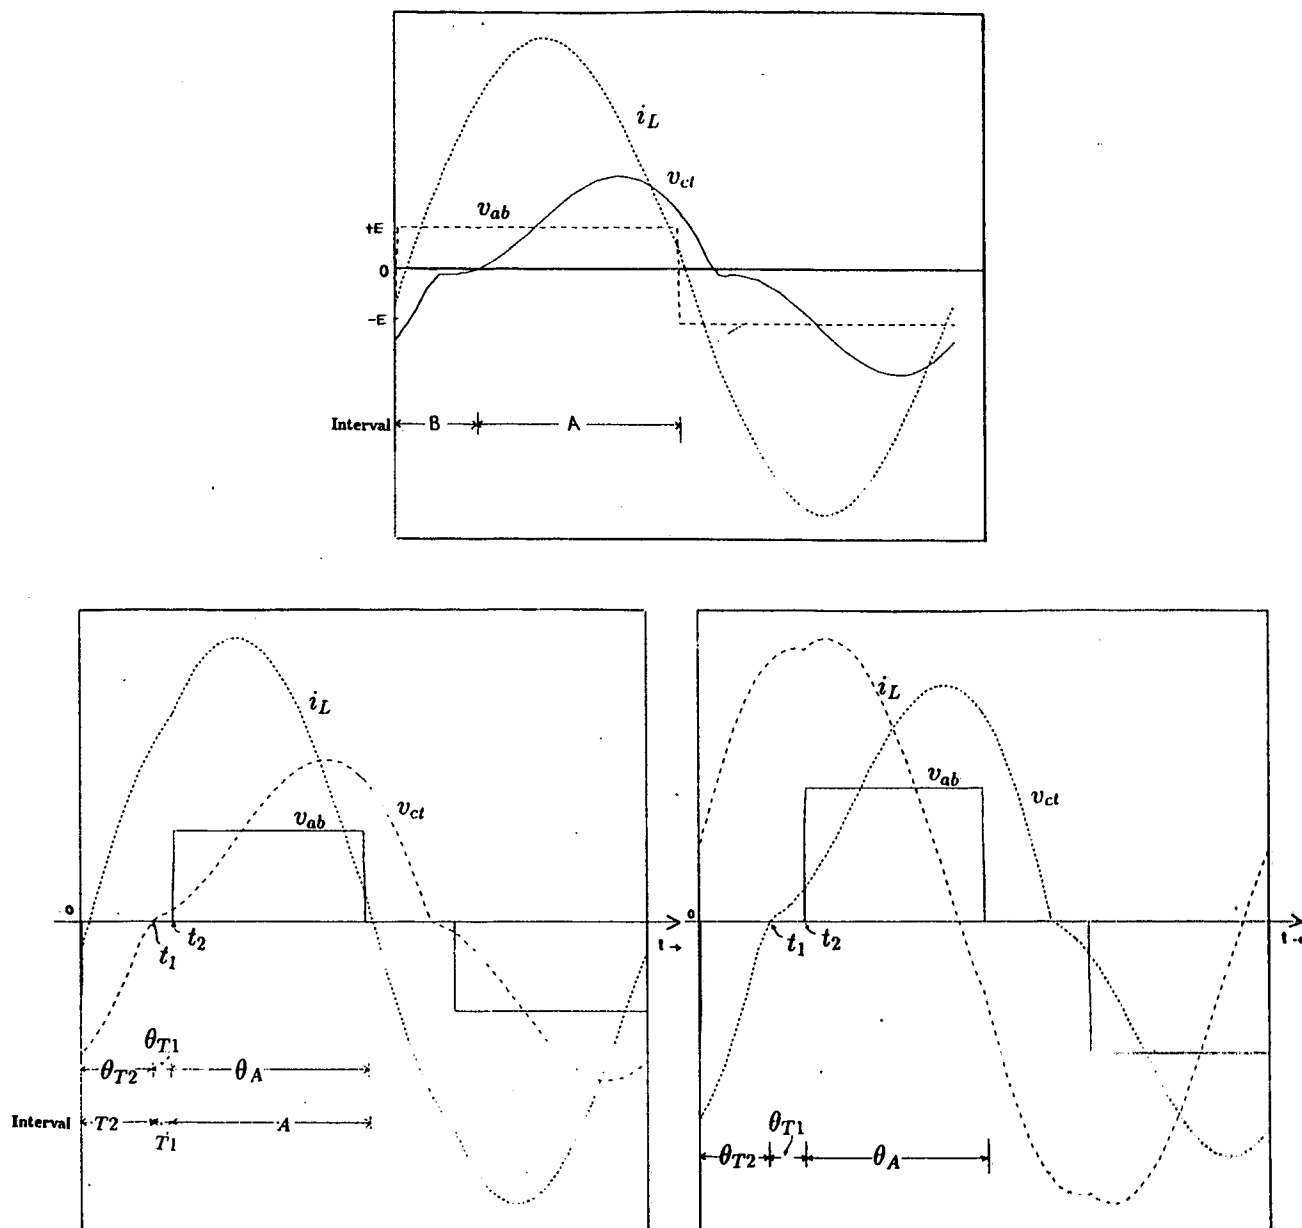 i_L
v_ct
v_ab
+E
0
-E
Interval B A
i_L
v_ab
v_ct
0
t_1 t_2
t →
θ_T1
θ_T2 θ_A
Interval T2 T1 A
i_L
v_ab
v_ct
0
t_1 t_2
t →
θ_T1
θ_T2 θ_A